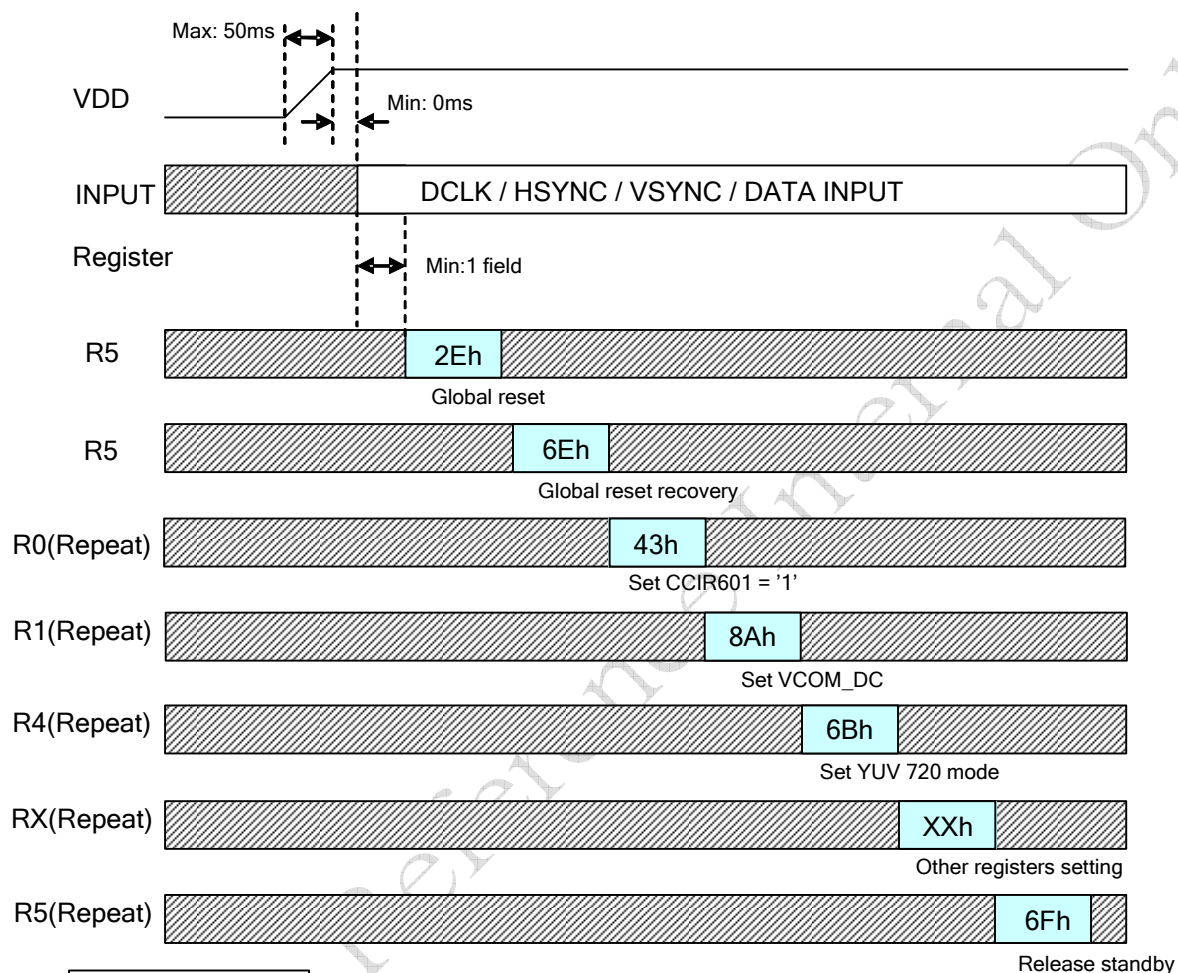 Max: 50ms
VDD
Min: 0ms
INPUT
DCLK / HSYNC / VSYNC / DATA INPUT
Register
Min:1 field
R5
2Eh
Global reset
R5
6Eh
Global reset recovery
R0(Repeat)
43h
Set CCIR601 = '1'
R1(Repeat)
8Ah
Set VCOM_DC
R4(Repeat)
6Bh
Set YUV 720 mode
RX(Repeat)
XXh
Other registers setting
R5(Repeat)
6Fh
Release standby